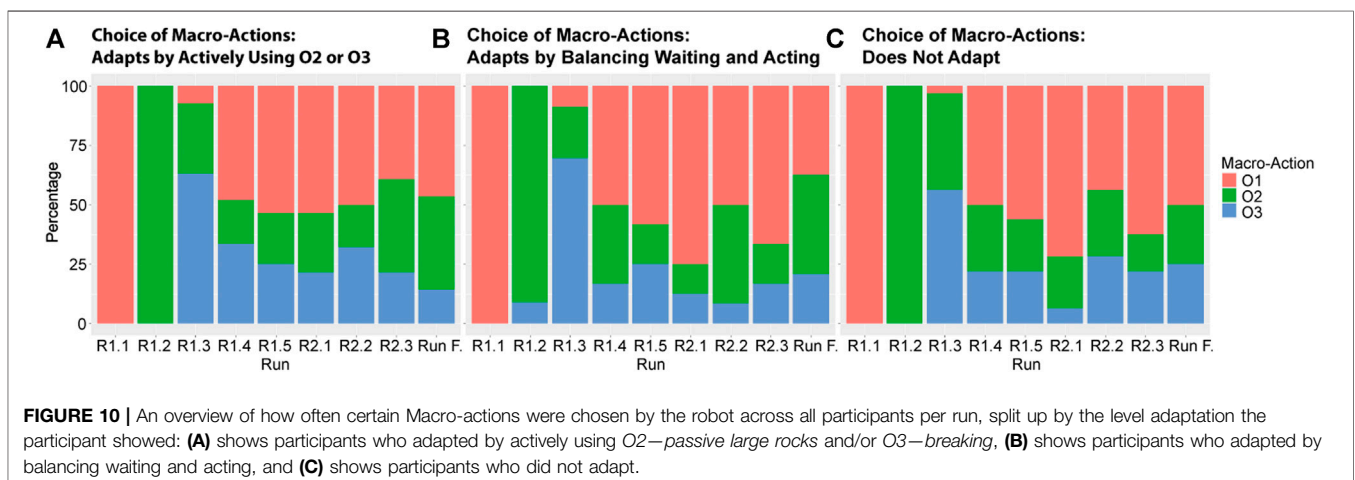 A Choice of Macro-Actions:
Adapts by Actively Using O2 or O3
B Choice of Macro-Actions:
Adapts by Balancing Waiting and Acting
C Choice of Macro-Actions:
Does Not Adapt
Percentage
100
75
50
25
0
R1.1 R1.2 R1.3 R1.4 R1.5 R2.1 R2.2 R2.3 Run F.
Run
R1.1 R1.2 R1.3 R1.4 R1.5 R2.1 R2.2 R2.3 Run F.
Run
R1.1 R1.2 R1.3 R1.4 R1.5 R2.1 R2.2 R2.3 Run F.
Run
Macro-Action
O1
O2
O3
FIGURE 10 | An overview of how often certain Macro-actions were chosen by the robot across all participants per run, split up by the level adaptation the
participant showed: (A) shows participants who adapted by actively using O2—passive large rocks and/or O3—breaking, (B) shows participants who adapted by
balancing waiting and acting, and (C) shows participants who did not adapt.